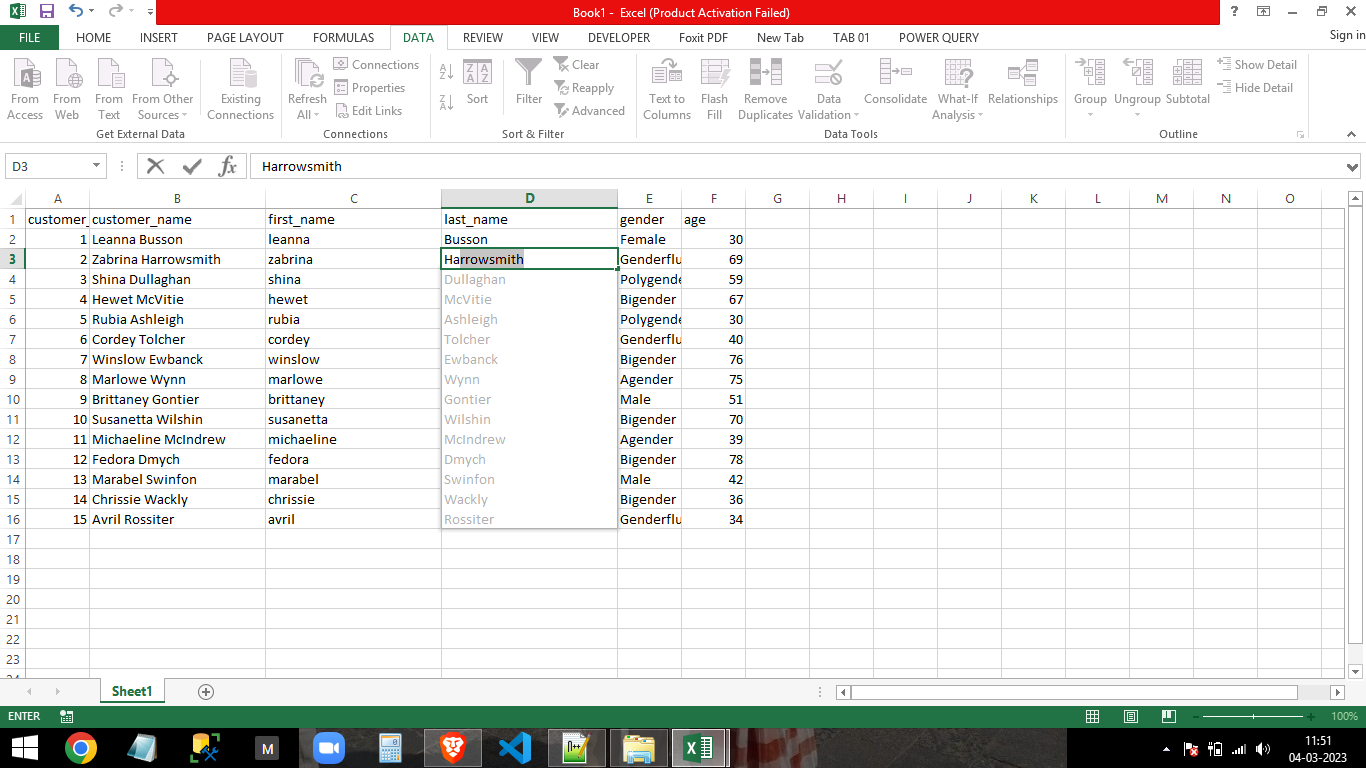 Book1 - Excel (Product Activation Failed)
?
FILE HOME INSERT PAGE LAYOUT FORMULAS DATA REVIEW VIEW DEVELOPER Foxit PDF New Tab TAB 01 POWER QUERY Sign in
From Access
From Web
From Text
From Other Sources
Existing Connections
Get External Data
Refresh All
Connections
Properties
Edit Links
Connections
Sort
Filter
Clear
Reapply
Advanced
Sort & Filter
Text to Columns
Flash Fill
Remove Duplicates
Data Validation
Consolidate
What-If Analysis
Relationships
Data Tools
Group
Ungroup
Subtotal
Show Detail
Hide Detail
Outline
D3 fx Harrowsmith
A B C D E F G H I J K L M N O
1 customer_ customer_name first_name last_name gender age
2 1 Leanna Busson leanna Busson Female 30
3 2 Zabrina Harrowsmith zabrina Harrowsmith Genderflu 69
4 3 Shina Dullaghan shina Dullaghan Polygende 59
5 4 Hewet McVitie hewet McVitie Bigender 67
6 5 Rubia Ashleigh rubia Ashleigh Polygende 30
7 6 Cordey Tolcher cordey Tolcher Genderflu 40
8 7 Winslow Ewbanck winslow Ewbanck Bigender 76
9 8 Marlowe Wynn marlowe Wynn Agender 75
10 9 Brittaney Gontier brittaney Gontier Male 51
11 10 Susanetta Wilshin susanetta Wilshin Bigender 70
12 11 Michaeline McIndrew michaeline McIndrew Agender 39
13 12 Fedora Dmych fedora Dmych Bigender 78
14 13 Marabel Swinfon marabel Swinfon Male 42
15 14 Chrissie Wackly chrissie Wackly Bigender 36
16 15 Avril Rossiter avril Rossiter Genderflu 34
17
18
19
20
21
22
23
Sheet1
ENTER 100%
M
11:51
04-03-2023